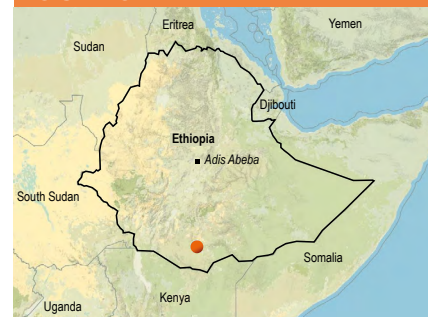 Eritrea
Yemen
Sudan
Djibouti
Ethiopia
Adis Abeba
South Sudan
Somalia
Kenya
Uganda